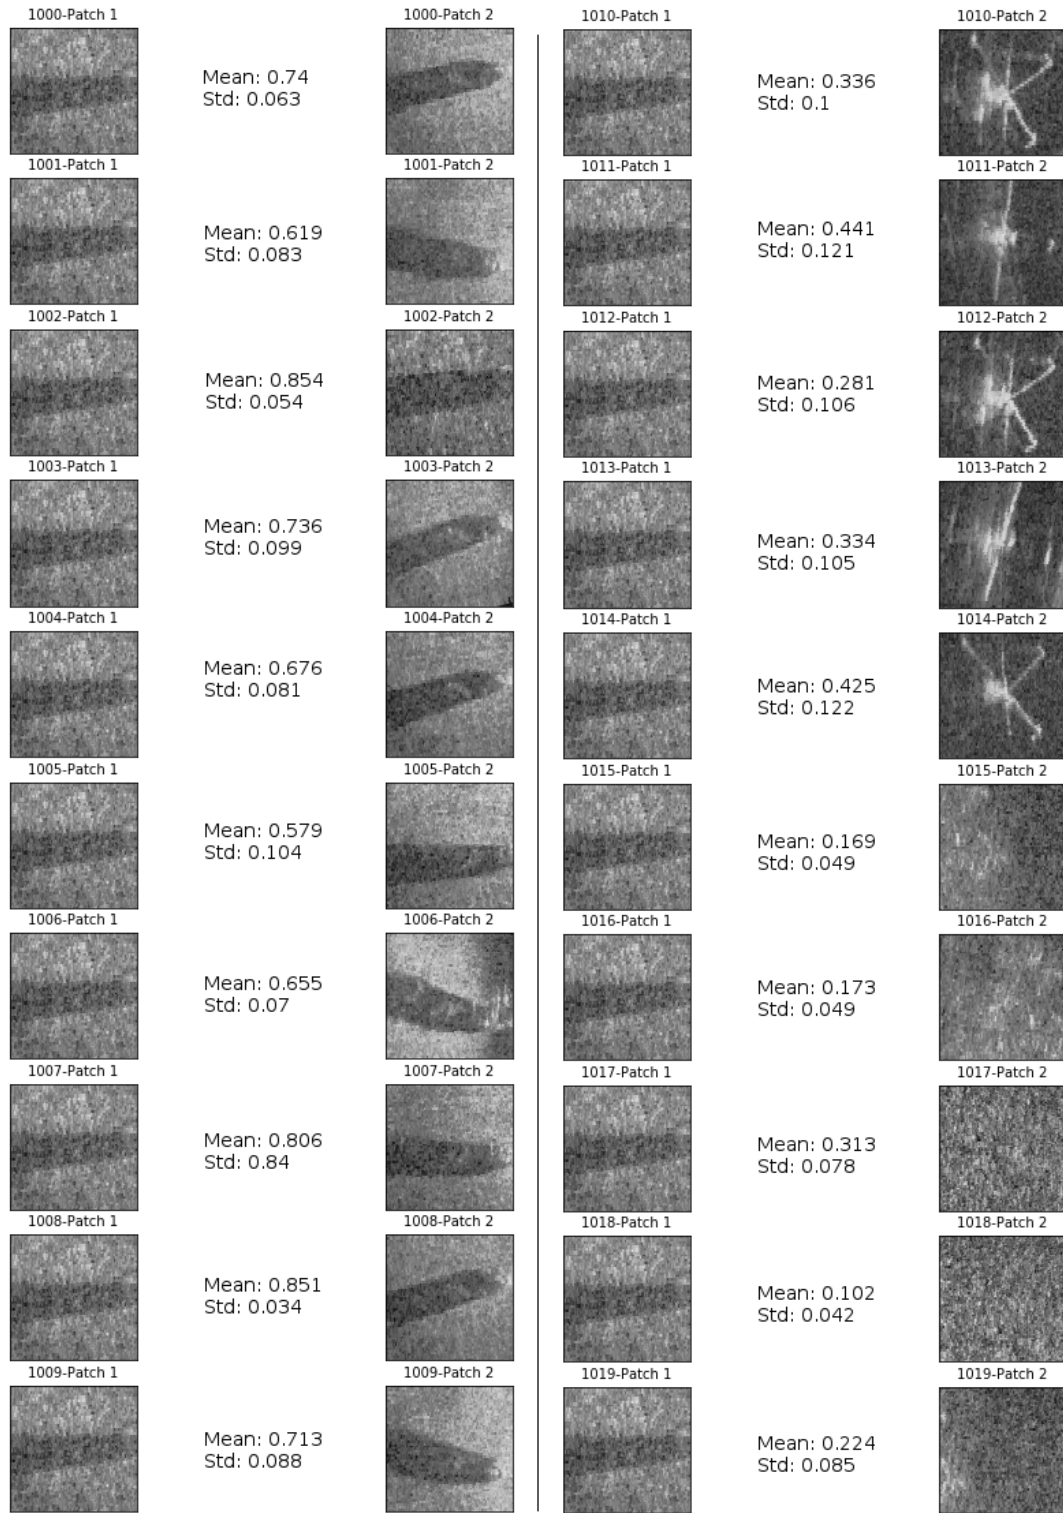 1000-Patch 1
Mean: 0.74
Std: 0.063
1000-Patch 2
1001-Patch 1
Mean: 0.619
Std: 0.083
1001-Patch 2
1002-Patch 1
Mean: 0.854
Std: 0.054
1002-Patch 2
1003-Patch 1
Mean: 0.736
Std: 0.099
1003-Patch 2
1004-Patch 1
Mean: 0.676
Std: 0.081
1004-Patch 2
1005-Patch 1
Mean: 0.579
Std: 0.104
1005-Patch 2
1006-Patch 1
Mean: 0.655
Std: 0.07
1006-Patch 2
1007-Patch 1
Mean: 0.806
Std: 0.84
1007-Patch 2
1008-Patch 1
Mean: 0.851
Std: 0.034
1008-Patch 2
1009-Patch 1
Mean: 0.713
Std: 0.088
1009-Patch 2
1010-Patch 1
Mean: 0.336
Std: 0.1
1010-Patch 2
1011-Patch 1
Mean: 0.441
Std: 0.121
1011-Patch 2
1012-Patch 1
Mean: 0.281
Std: 0.106
1012-Patch 2
1013-Patch 1
Mean: 0.334
Std: 0.105
1013-Patch 2
1014-Patch 1
Mean: 0.425
Std: 0.122
1014-Patch 2
1015-Patch 1
Mean: 0.169
Std: 0.049
1015-Patch 2
1016-Patch 1
Mean: 0.173
Std: 0.049
1016-Patch 2
1017-Patch 1
Mean: 0.313
Std: 0.078
1017-Patch 2
1018-Patch 1
Mean: 0.102
Std: 0.042
1018-Patch 2
1019-Patch 1
Mean: 0.224
Std: 0.085
1019-Patch 2